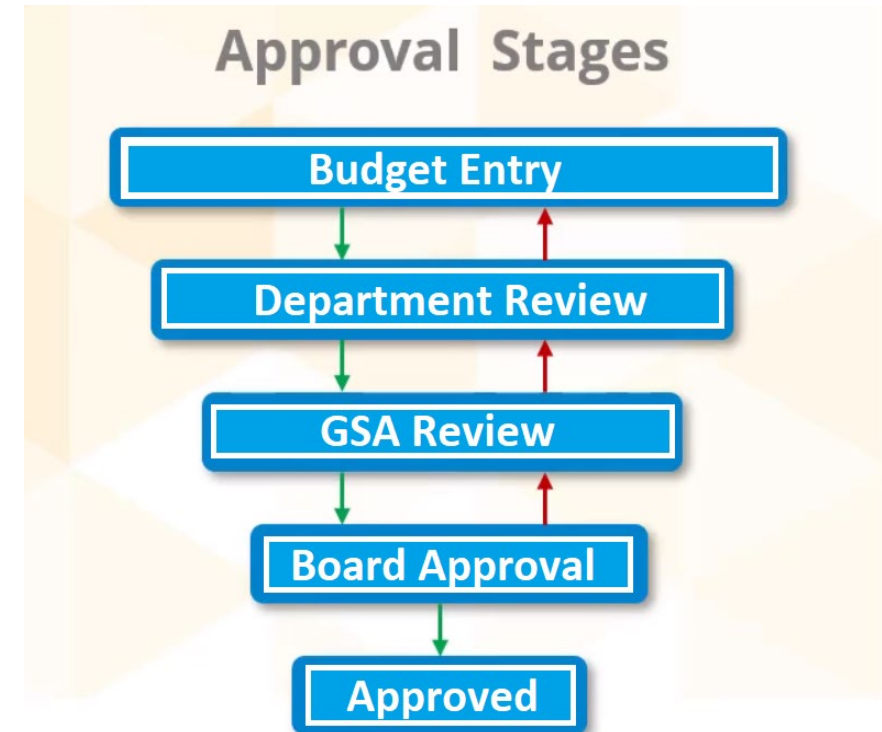 Approval Stages
Budget Entry
Department Review
GSA Review
Board Approval
Approved